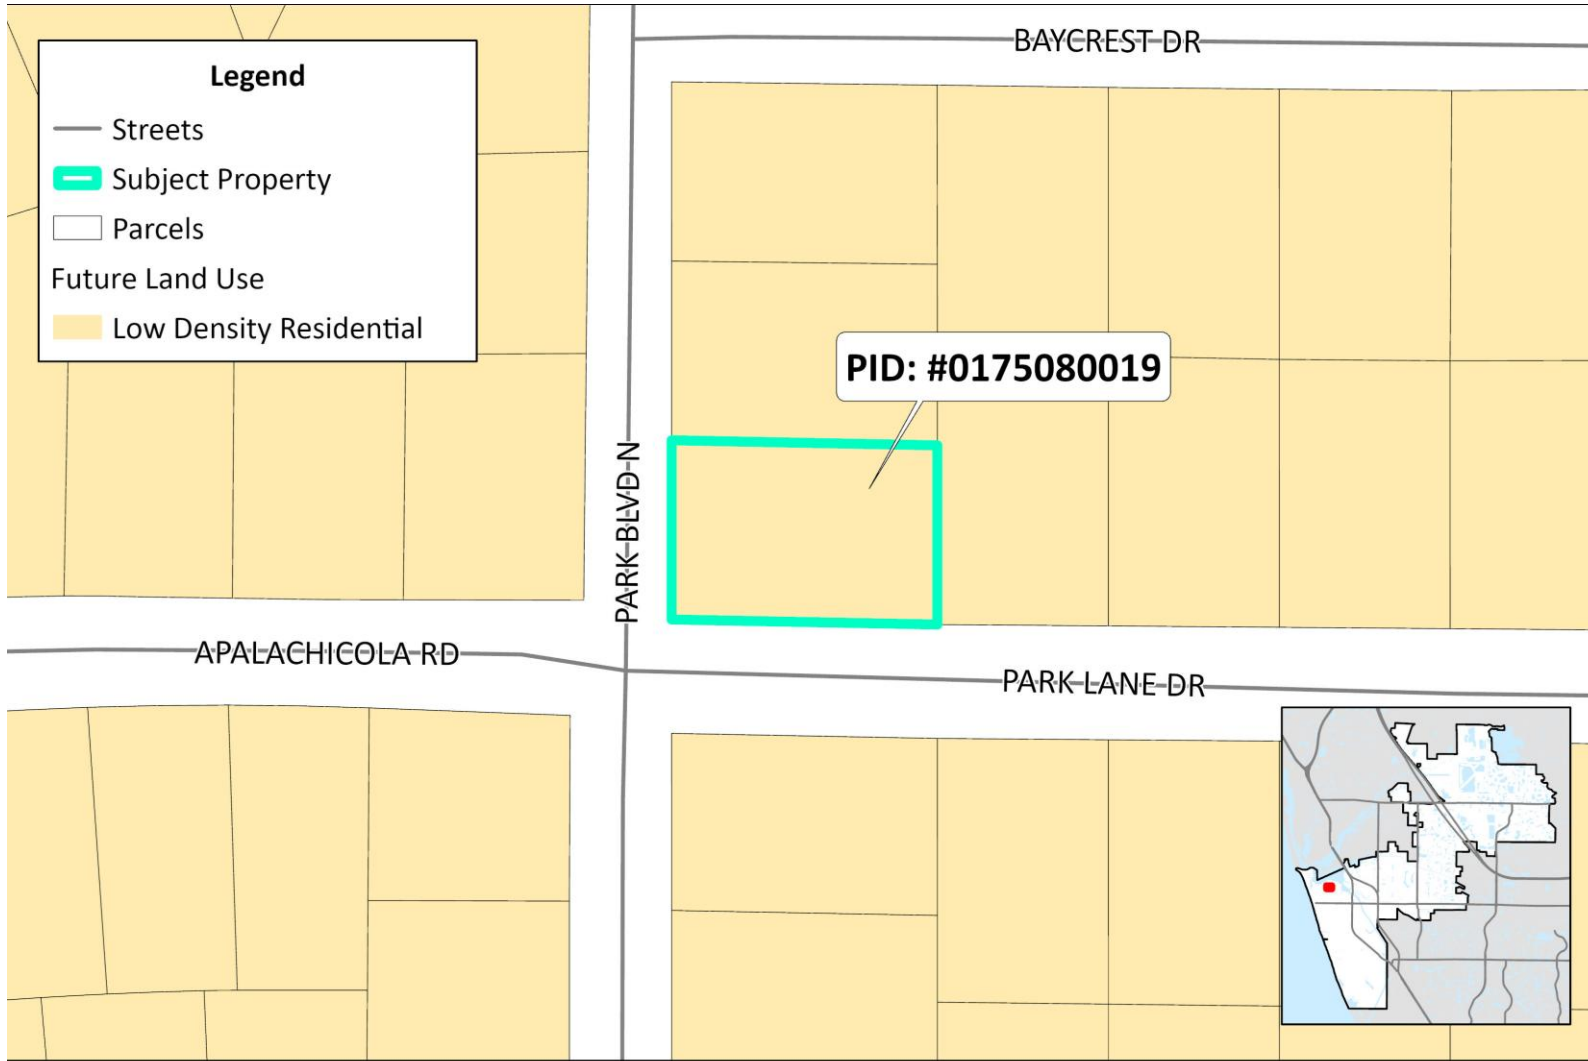 BAYCREST DR
Legend
Streets
Subject Property
Parcels
Future Land Use
Low Density Residential
PID: #0175080019
PARK BLVD N
APALACHICOLA RD
PARK LANE DR